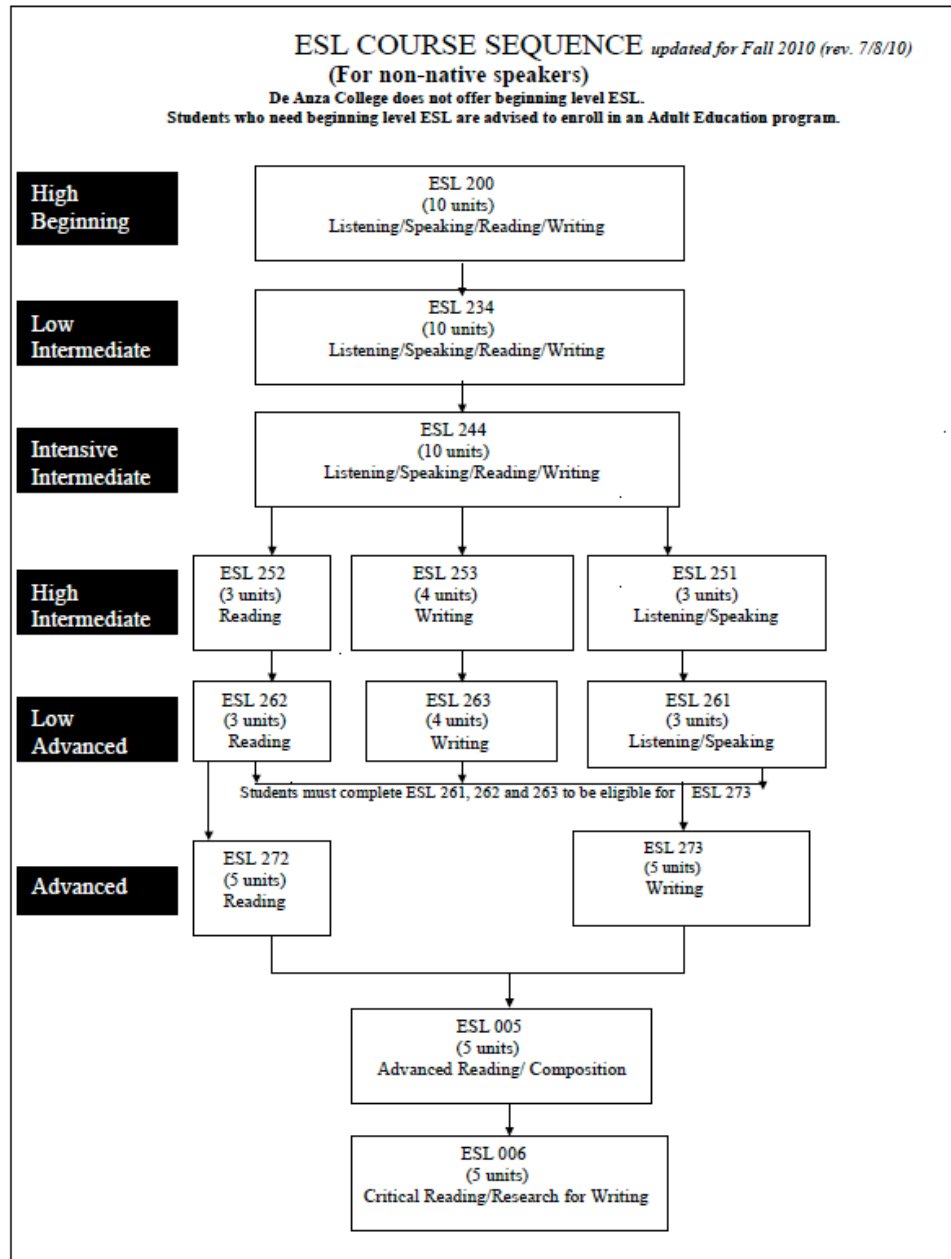 ESL COURSE SEQUENCE updated for Fall 2010 (rev. 7/8/10)
(For non-native speakers)
De Anza College does not offer beginning level ESL.
Students who need beginning level ESL are advised to enroll in an Adult Education program.
High
Beginning
ESL 200
(10 units)
Listening/Speaking/Reading/Writing
Low
Intermediate
ESL 234
(10 units)
Listening/Speaking/Reading/Writing
Intensive
Intermediate
ESL 244
(10 units)
Listening/Speaking/Reading/Writing
High
Intermediate
ESL 252
(3 units)
Reading
ESL 253
(4 units)
Writing
ESL 251
(3 units)
Listening/Speaking
Low
Advanced
ESL 262
(3 units)
Reading
ESL 263
(4 units)
Writing
ESL 261
(3 units)
Listening/Speaking
Students must complete ESL 261, 262 and 263 to be eligible for ESL 273
Advanced
ESL 272
(5 units)
Reading
ESL 273
(5 units)
Writing
ESL 005
(5 units)
Advanced Reading/ Composition
ESL 006
(5 units)
Critical Reading/Research for Writing